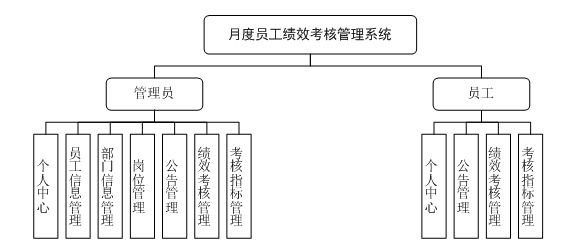 月度员工绩效考核管理系统
管理员
员工
个人中心
员工信息管理
部门信息管理
岗位管理
公告管理
绩效考核管理
考核指标管理
个人中心
公告管理
绩效考核管理
考核指标管理